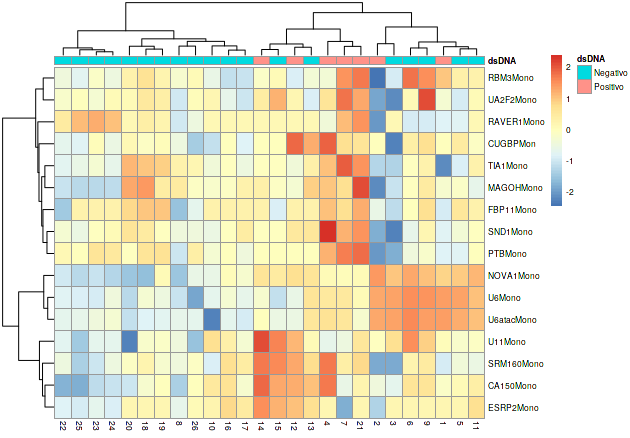 dsDNA
RBM3Mono
UA2F2Mono
RAVER1Mono
CUGBPMon
TIA1Mono
MAGOHMono
FBP11Mono
SND1Mono
PTBMono
NOVA1Mono
U6Mono
U6atacMono
U11Mono
SRM160Mono
CA150Mono
ESRP2Mono
22 25 23 24 20 18 19 8 26 10 16 17 14 15 12 13 4 7 21 2 3 6 9 1 5 11
2
1
0
-1
-2
dsDNA
Negativo
Positivo